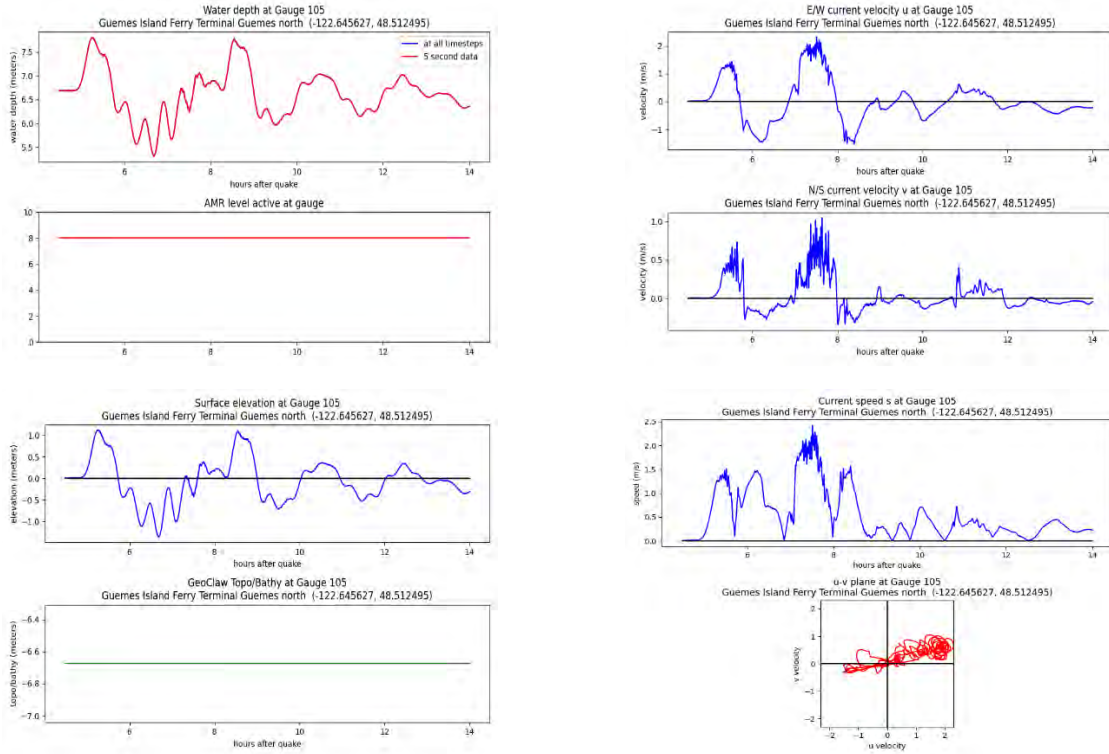 Water depth at Gauge 105
Guemes Island Ferry Terminal Guemes north (-122.645627, 48.512495)
at all timesteps
5 second data
water depth (meters)
7.5
7.0
6.5
6.0
5.5
6
8
10
12
14
hours after quake
AMR level active at gauge
10
8
6
4
2
0
6
8
10
12
14
hours after quake
Surface elevation at Gauge 105
Guemes Island Ferry Terminal Guemes north (-122.645627, 48.512495)
elevation (meters)
1.0
0.5
0.0
−0.5
−1.0
6
8
10
12
14
hours after quake
GeoClaw Topo/Bathy at Gauge 105
Guemes Island Ferry Terminal Guemes north (-122.645627, 48.512495)
topo/bathy (meters)
−6.4
−6.6
−6.8
−7.0
6
8
10
12
14
hours after quake
E/W current velocity u at Gauge 105
Guemes Island Ferry Terminal Guemes north (-122.645627, 48.512495)
velocity (m/s)
2
1
0
−1
6
8
10
12
14
hours after quake
N/S current velocity v at Gauge 105
Guemes Island Ferry Terminal Guemes north (-122.645627, 48.512495)
velocity (m/s)
1.0
0.5
0.0
6
8
10
12
14
hours after quake
Current speed s at Gauge 105
Guemes Island Ferry Terminal Guemes north (-122.645627, 48.512495)
speed (m/s)
2.5
2.0
1.5
1.0
0.5
0.0
6
8
10
12
14
hours after quake
u-v plane at Gauge 105
Guemes Island Ferry Terminal Guemes north (-122.645627, 48.512495)
v velocity
2
1
0
−1
−2
−2
−1
0
1
2
u velocity